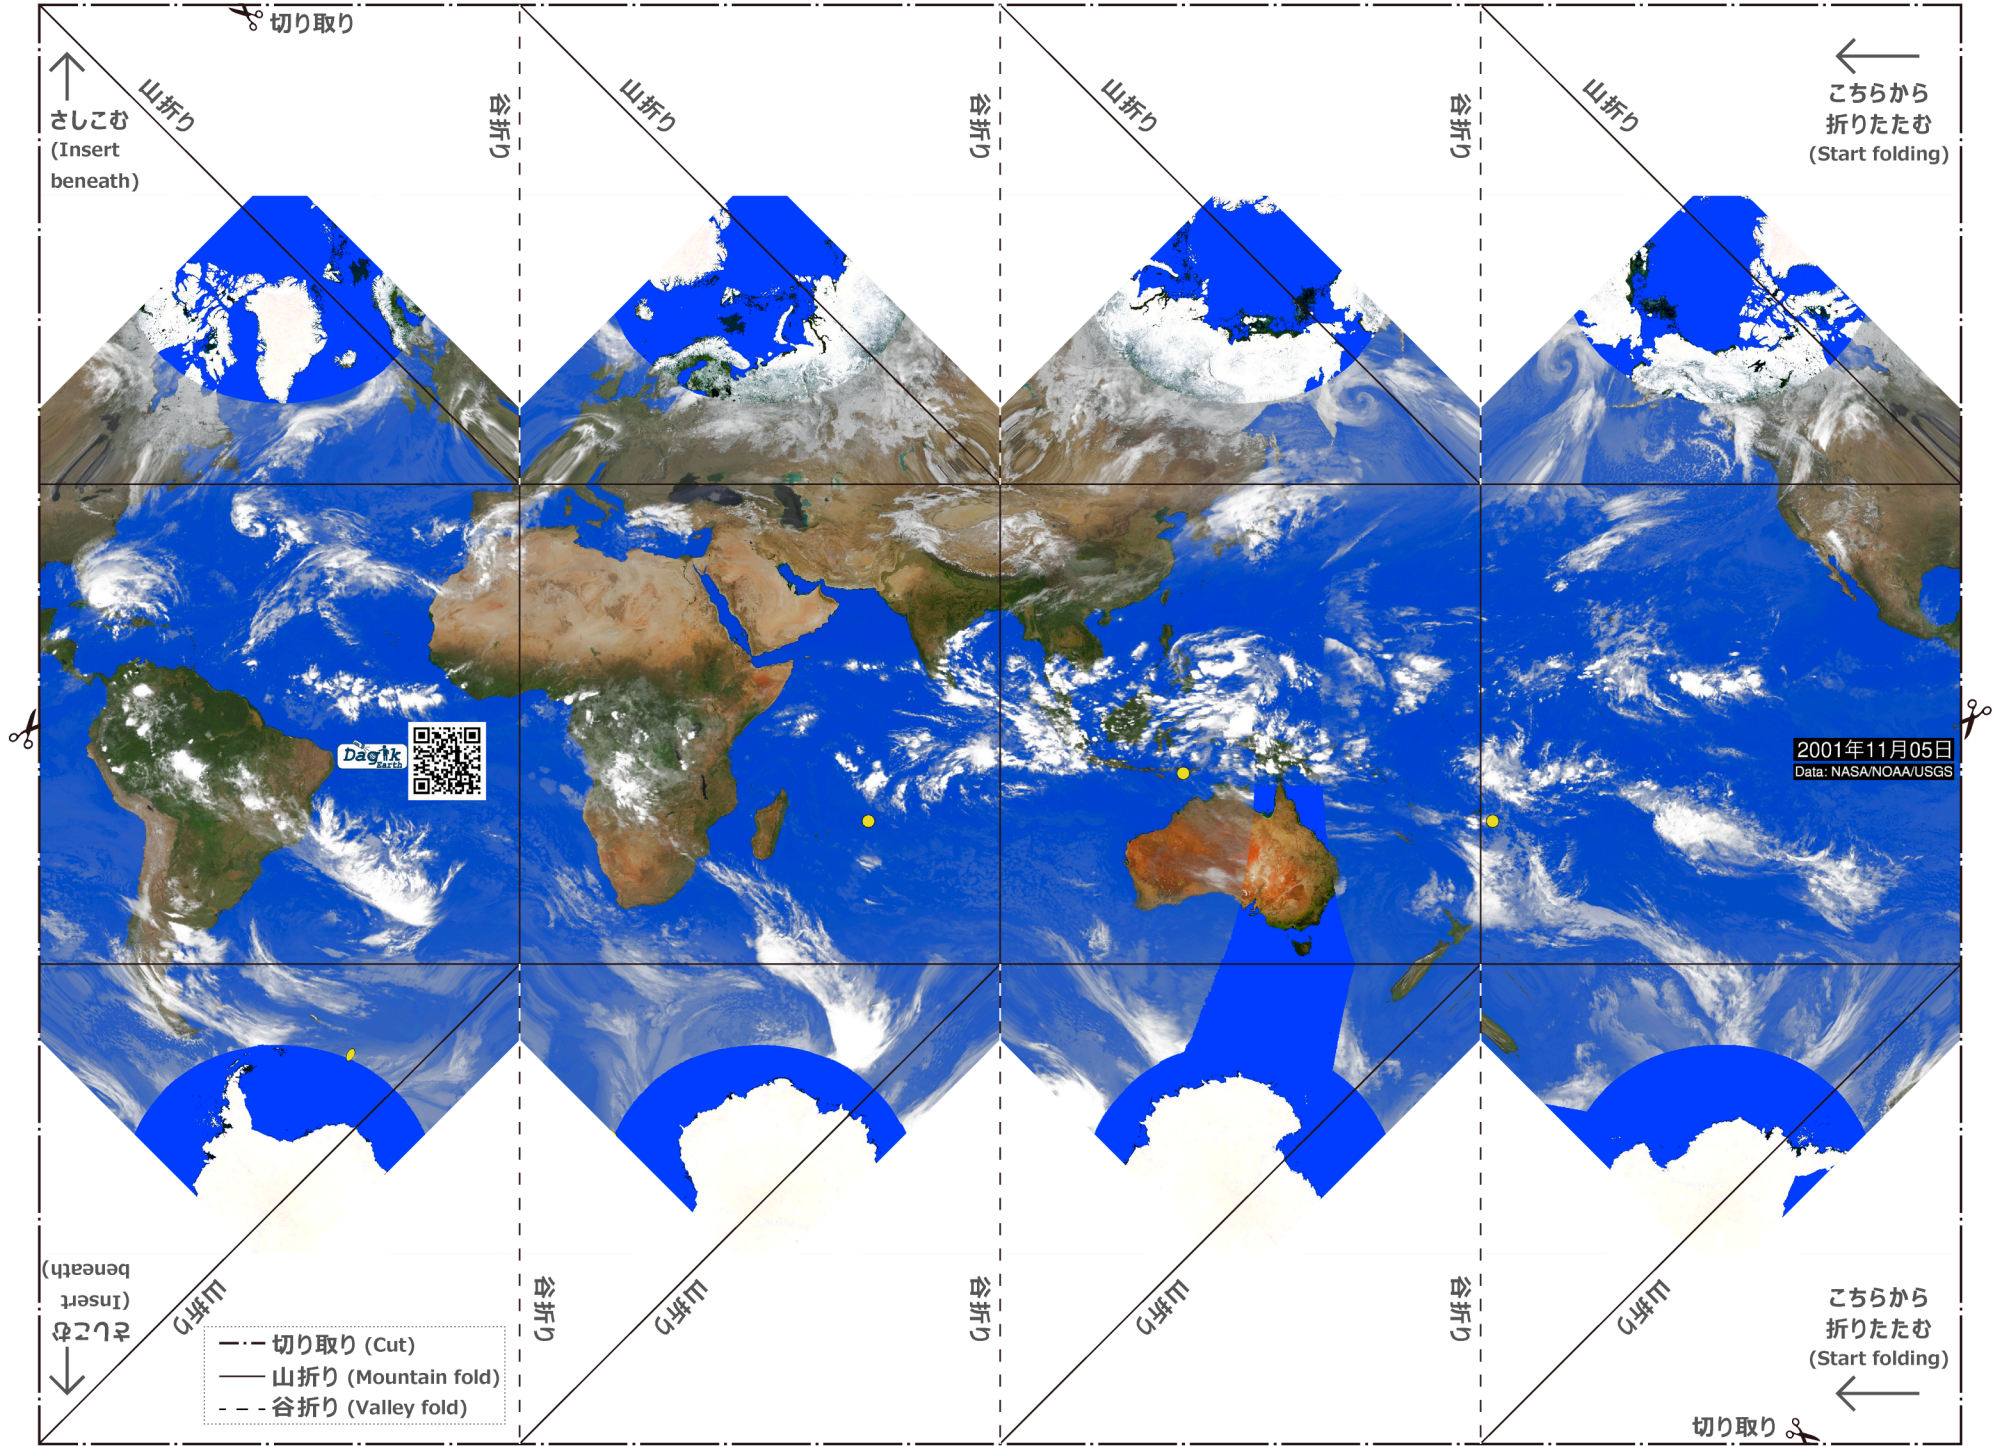 切り取り
さしこむ
(Insert
beneath)
山折り
谷折り
山折り
谷折り
山折り
谷折り
山折り
こちらから
折りたたむ
(Start folding)
Dagik
Earth
2001年11月05日
Data: NASA/NOAA/USGS
さしこむ
(Insert
beneath)
山折り
谷折り
山折り
谷折り
山折り
谷折り
山折り
こちらから
折りたたむ
(Start folding)
切り取り (Cut)
山折り (Mountain fold)
谷折り (Valley fold)
切り取り